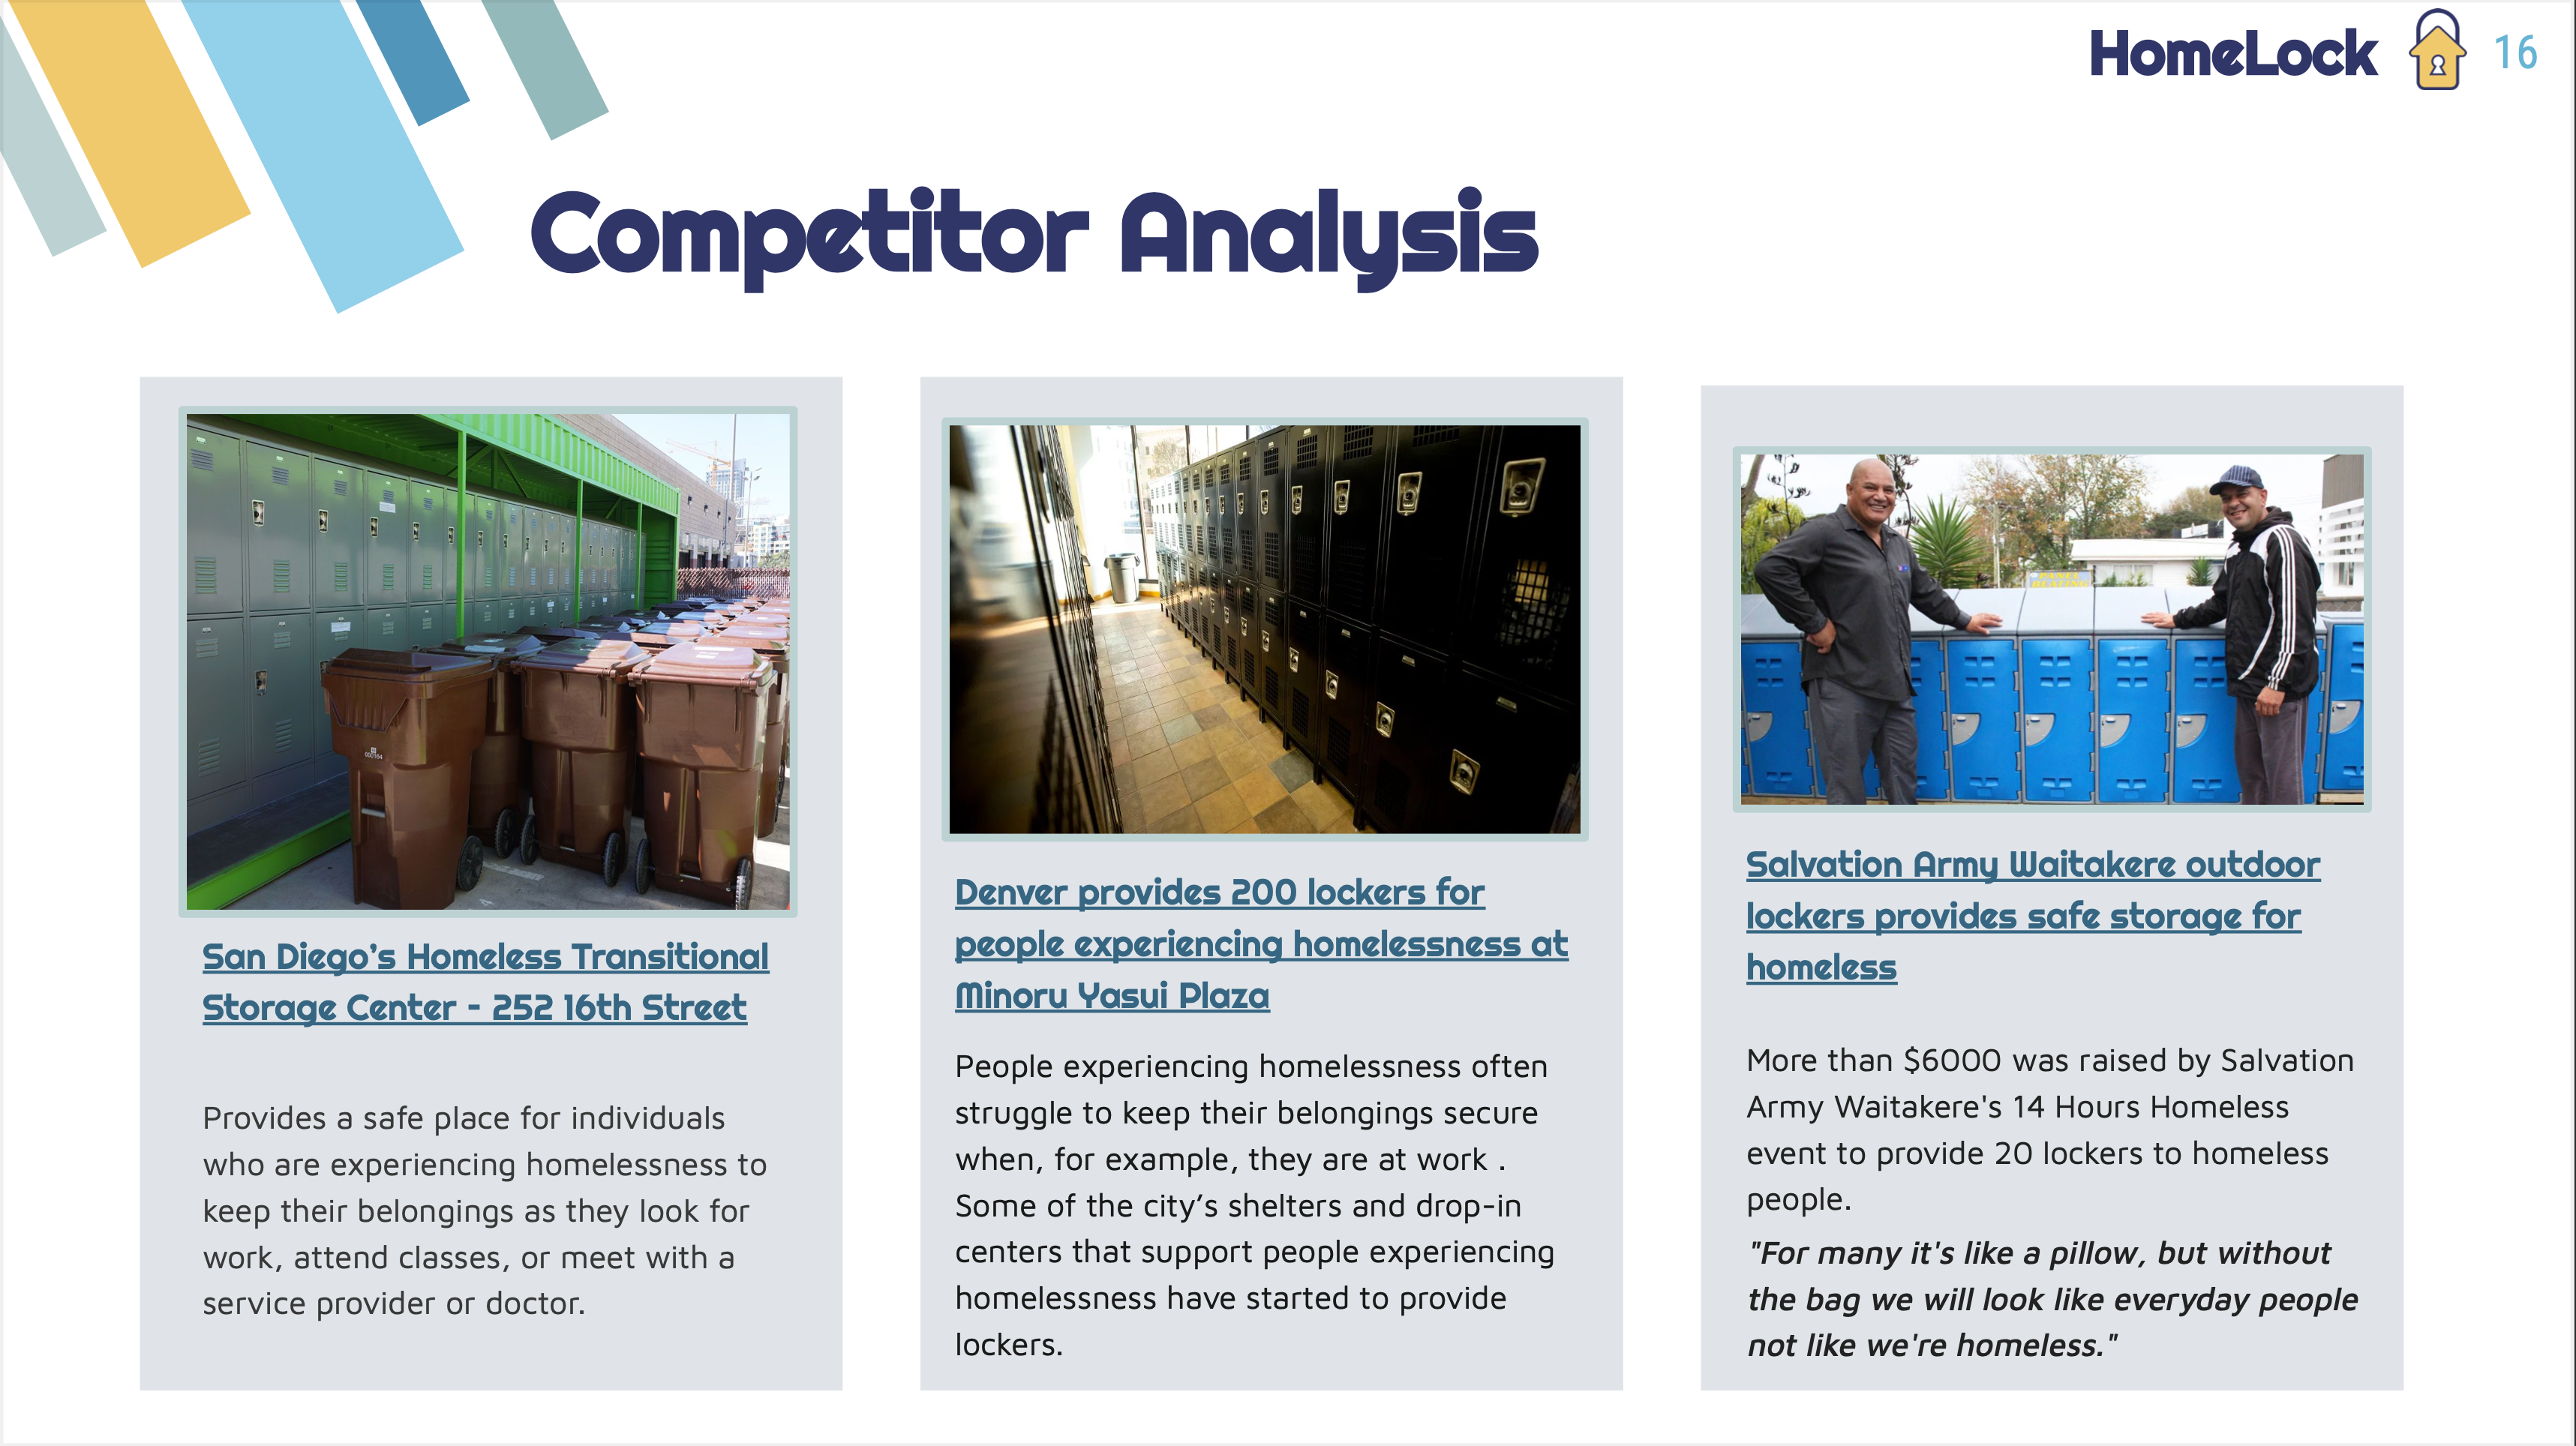 HomeLock
16
Competitor Analysis
San Diego’s Homeless Transitional
Storage Center - 252 16th Street
Provides a safe place for individuals
who are experiencing homelessness to
keep their belongings as they look for
work, attend classes, or meet with a
service provider or doctor.
Denver provides 200 lockers for
people experiencing homelessness at
Minoru Yasui Plaza
People experiencing homelessness often
struggle to keep their belongings secure
when, for example, they are at work .
Some of the city’s shelters and drop-in
centers that support people experiencing
homelessness have started to provide
lockers.
Salvation Army Waitakere outdoor
lockers provides safe storage for
homeless
More than $6000 was raised by Salvation
Army Waitakere's 14 Hours Homeless
event to provide 20 lockers to homeless
people.
"For many it's like a pillow, but without
the bag we will look like everyday people
not like we're homeless."